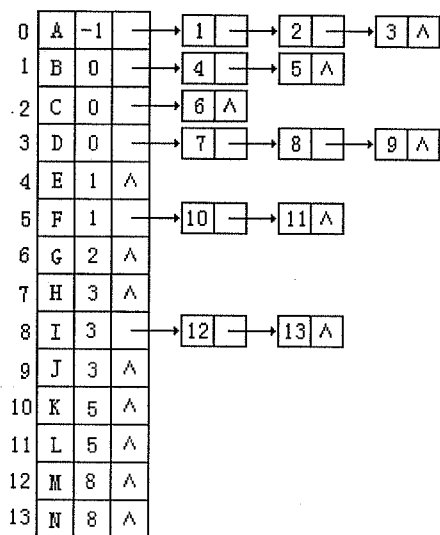 0 A -1 1 2 3 ∧
1 B 0 4 5 ∧
2 C 0 6 ∧
3 D 0 7 8 9 ∧
4 E 1 ∧
5 F 1 10 11 ∧
6 G 2 ∧
7 H 3 ∧
8 I 3 12 13 ∧
9 J 3 ∧
10 K 5 ∧
11 L 5 ∧
12 M 8 ∧
13 N 8 ∧